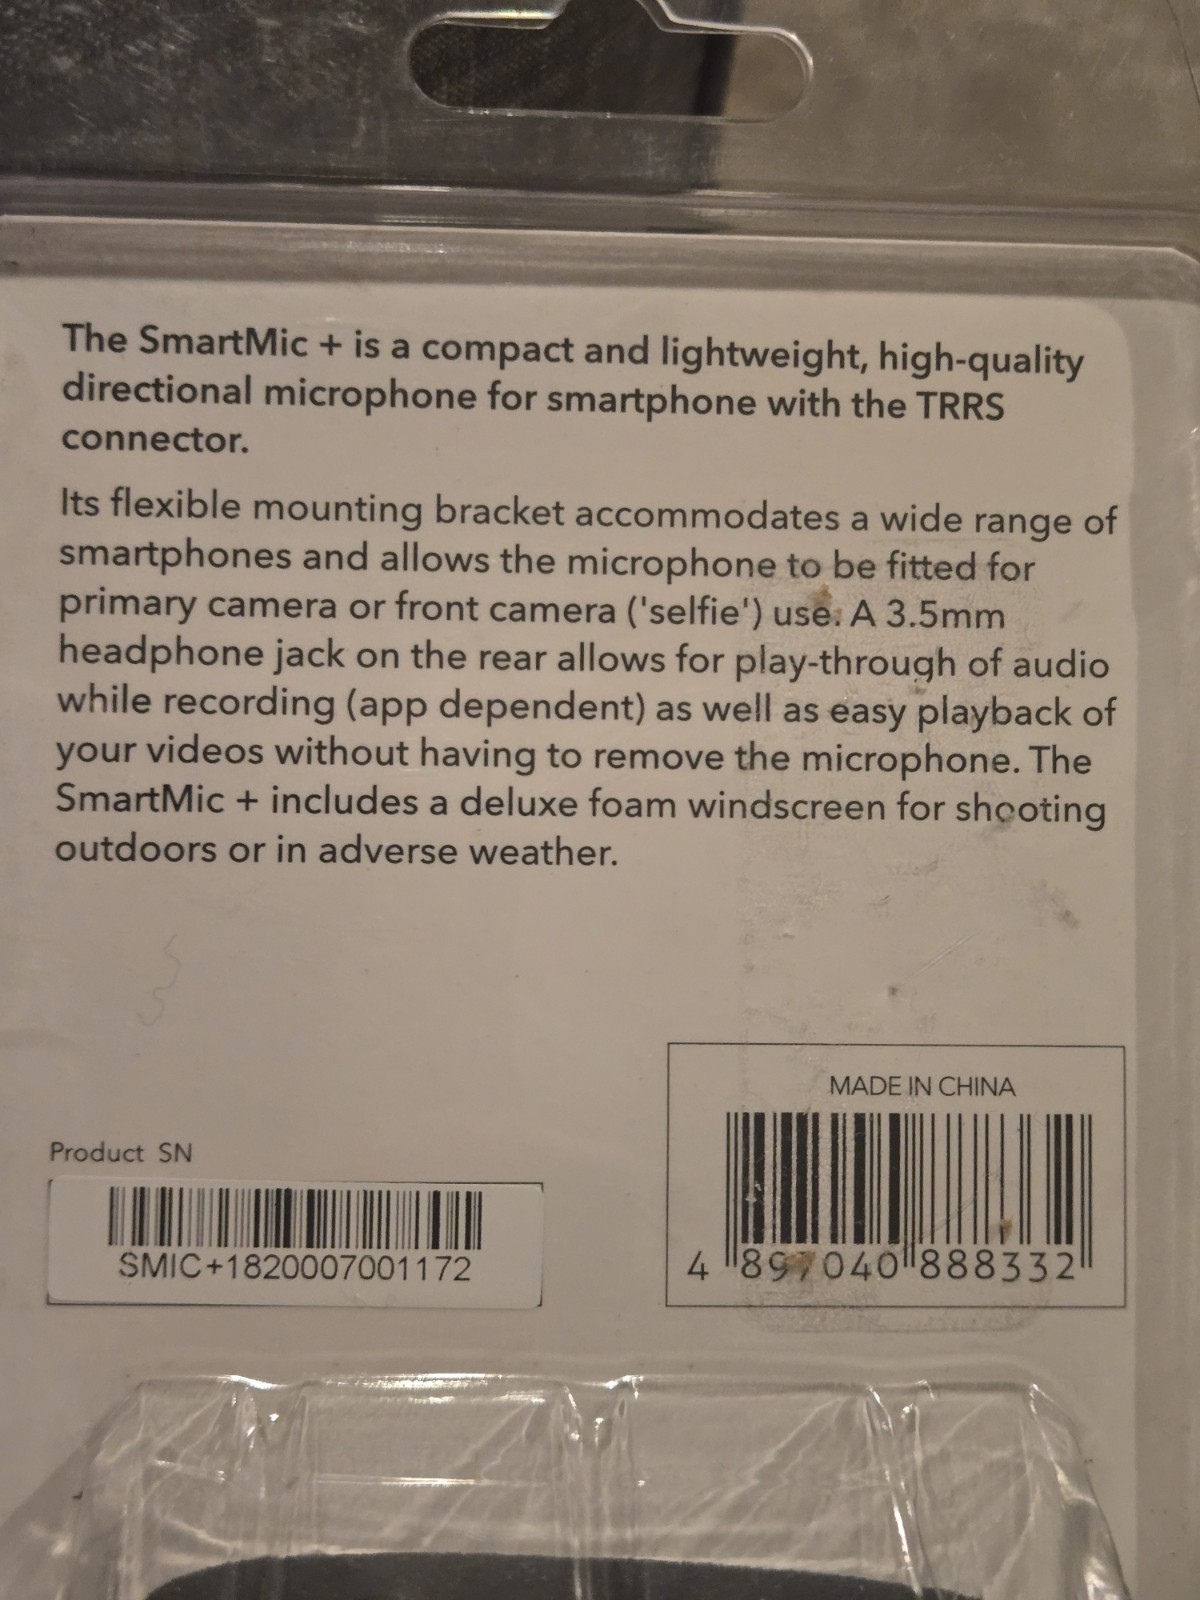 The SmartMic + is a compact and lightweight, high-quality
directional microphone for smartphone with the TRRS
connector.
Its flexible mounting bracket accommodates a wide range of
smartphones and allows the microphone to be fitted for
primary camera or front camera ('selfie') use. A 3.5mm
headphone jack on the rear allows for play-through of audio
while recording (app dependent) as well as easy playback of
your videos without having to remove the microphone. The
SmartMic + includes a deluxe foam windscreen for shooting
outdoors or in adverse weather.
MADE IN CHINA
4 897040 888332
Product SN
SMIC+1820007001172